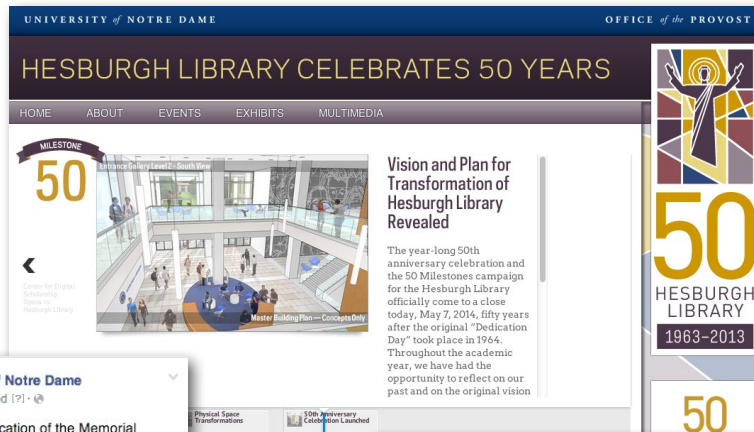 UNIVERSITY of NOTRE DAME
OFFICE of the PROVOST
HESBURGH LIBRARY CELEBRATES 50 YEARS
HOME ABOUT EVENTS EXHIBITS MULTIMEDIA
MILESTONE
50
Entrance Gallery Level 2 - South View
Master Building Plan — Concepts Only
Center for Digital
Scholarship
Opens in
Hesburgh Library
Vision and Plan for
Transformation of
Hesburgh Library
Revealed
The year-long 50th
anniversary celebration and
the 50 Milestones campaign
for the Hesburgh Library
officially come to a close
today, May 7, 2014, fifty years
after the original “Dedication
Day” took place in 1964.
Throughout the academic
year, we have had the
opportunity to reflect on our
past and on the original vision
50
HESBURGH
LIBRARY
1963–2013
50
Notre Dame
[?]
cation of the Memorial
Physical Space
Transformations
50th Anniversary
Celebration Launched